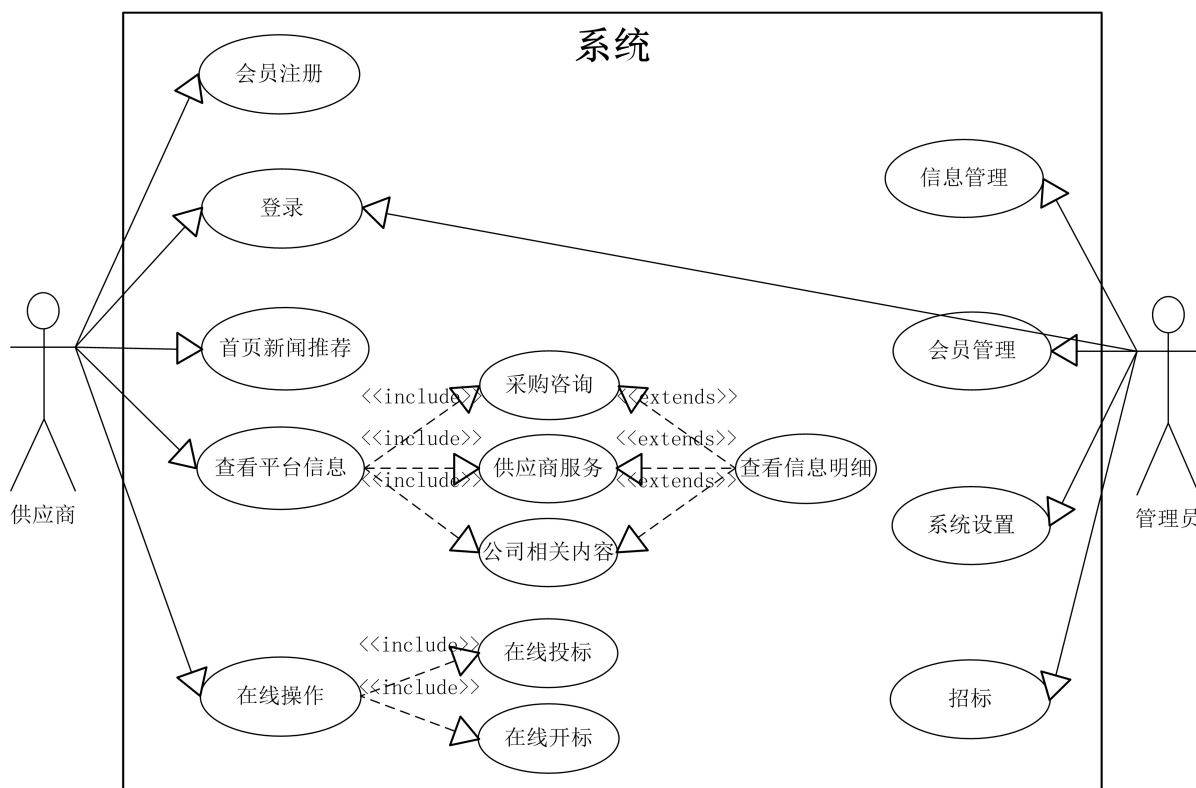 系统
会员注册
信息管理
登录
首页新闻推荐
会员管理
采购咨询
<<include>>
<<extends>>
<<include>>
<<extends>>
查看平台信息
供应商服务
查看信息明细
<<include>>
<<extends>>
供应商
管理员
系统设置
公司相关内容
<<include>>
在线投标
<<include>>
在线操作
招标
在线开标